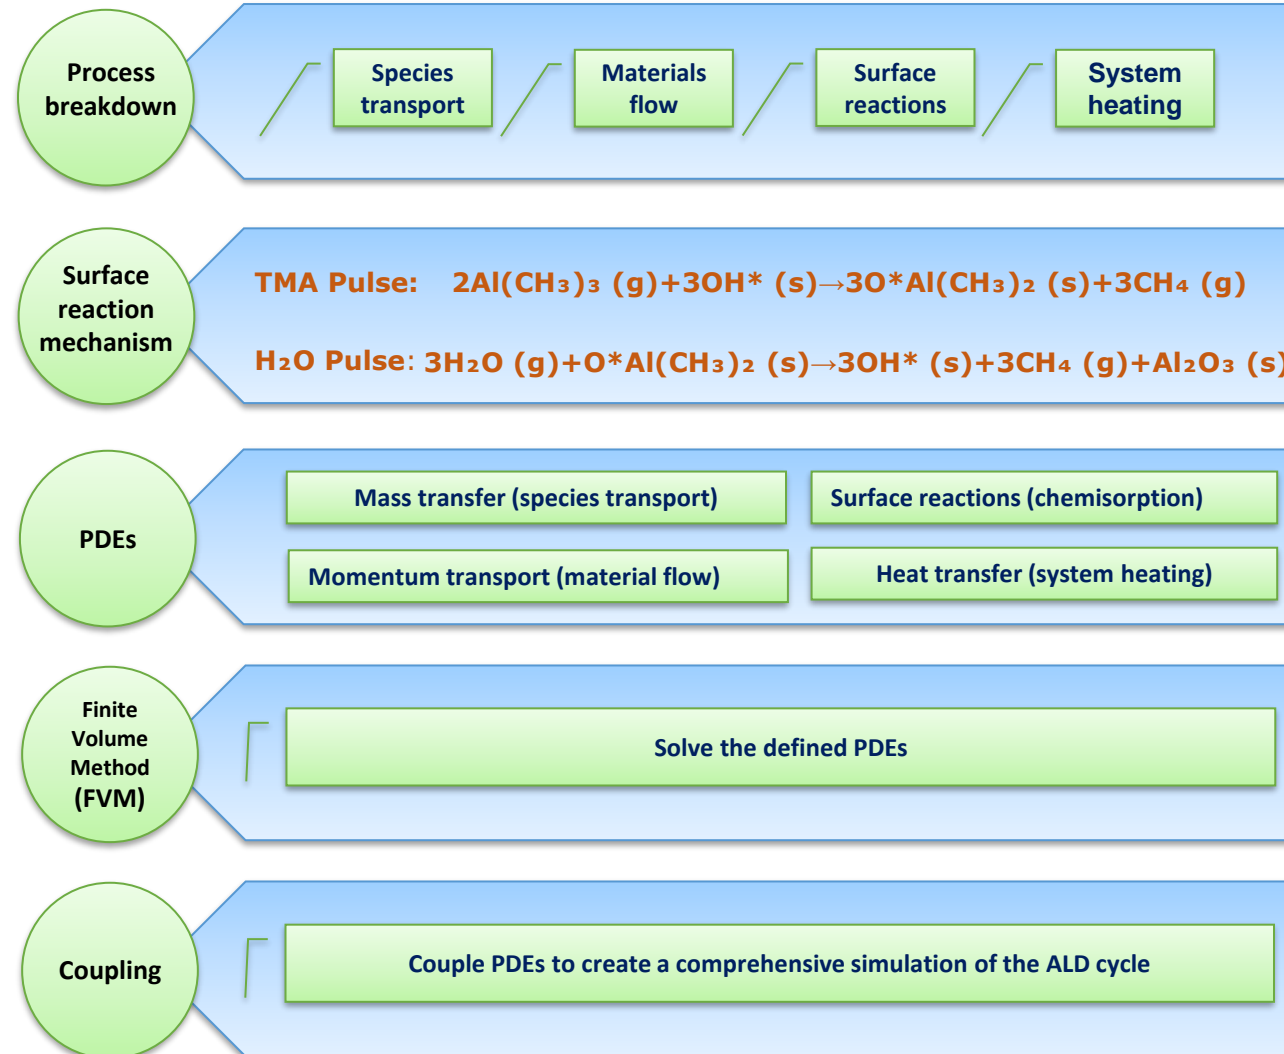 Process
breakdown
Species
transport
Materials
flow
Surface
reactions
System
heating
Surface
reaction
mechanism
TMA Pulse: 2Al(CH₃)₃ (g)+3OH* (s)→3O*Al(CH₃)₂ (s)+3CH₄ (g)
H₂O Pulse: 3H₂O (g)+O*Al(CH₃)₂ (s)→3OH* (s)+3CH₄ (g)+Al₂O₃ (s)
PDEs
Mass transfer (species transport)
Surface reactions (chemisorption)
Momentum transport (material flow)
Heat transfer (system heating)
Finite
Volume
Method
(FVM)
Solve the defined PDEs
Coupling
Couple PDEs to create a comprehensive simulation of the ALD cycle